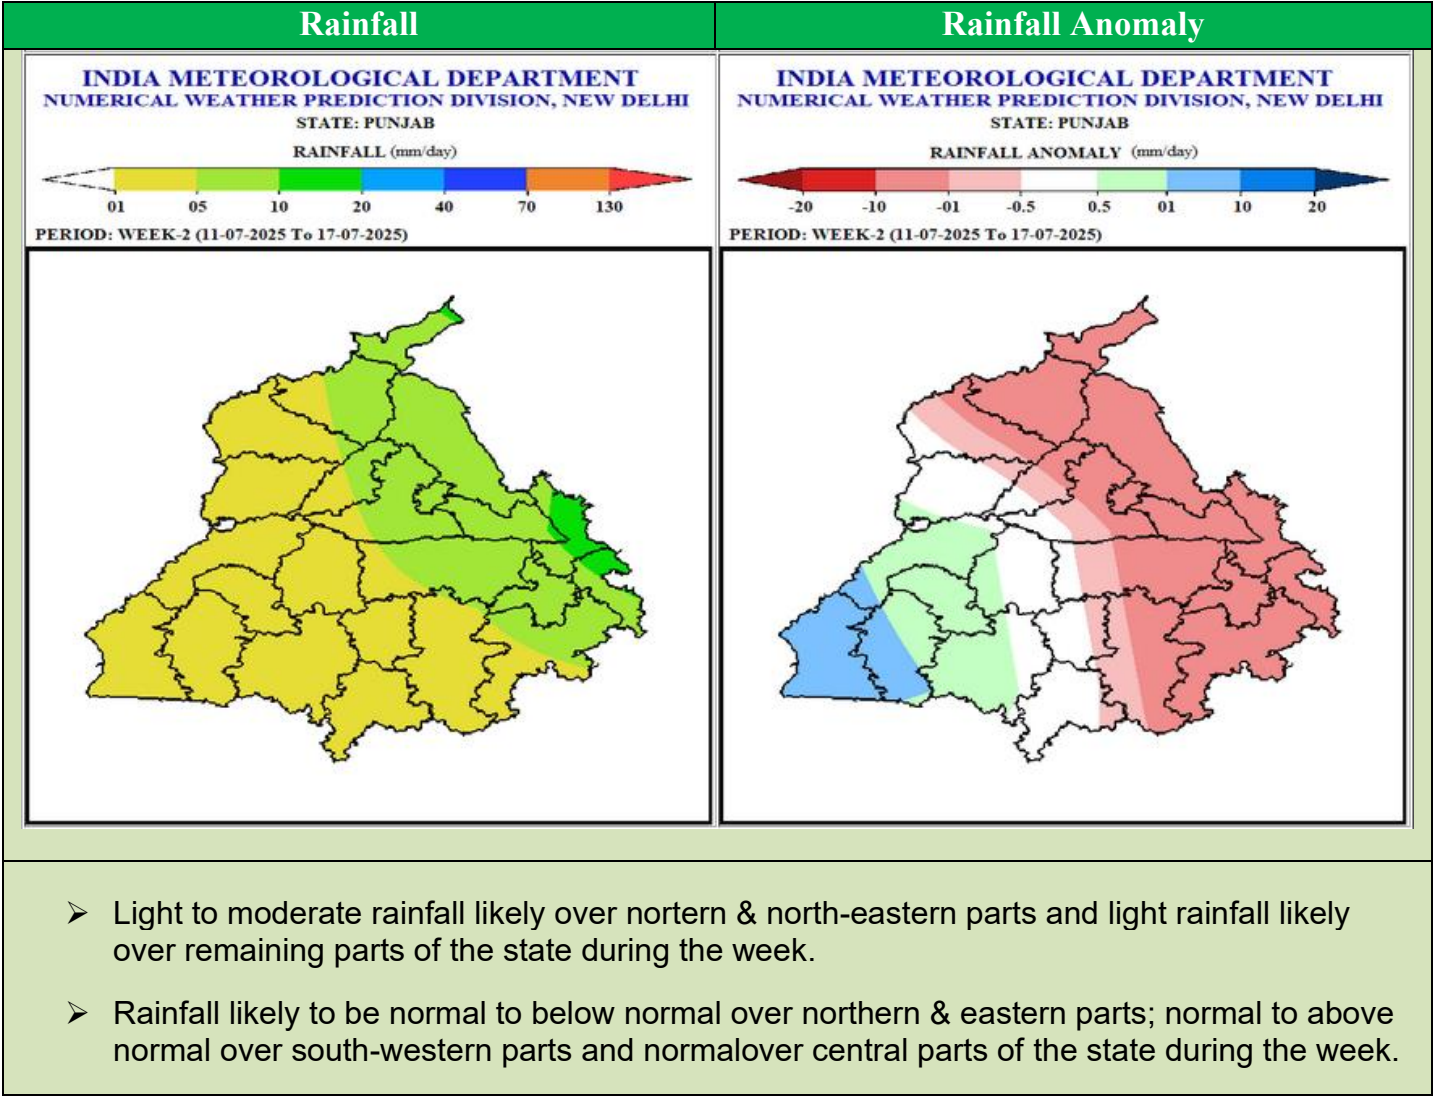 Rainfall
Rainfall Anomaly
INDIA METEOROLOGICAL DEPARTMENT
NUMERICAL WEATHER PREDICTION DIVISION, NEW DELHI
STATE: PUNJAB
RAINFALL (mm/day)
01 05 10 20 40 70 130
PERIOD: WEEK-2 (11-07-2025 To 17-07-2025)
INDIA METEOROLOGICAL DEPARTMENT
NUMERICAL WEATHER PREDICTION DIVISION, NEW DELHI
STATE: PUNJAB
RAINFALL ANOMALY (mm/day)
-20 -10 -01 -0.5 0.5 01 10 20
PERIOD: WEEK-2 (11-07-2025 To 17-07-2025)
➢ Light to moderate rainfall likely over nortern & north-eastern parts and light rainfall likely
over remaining parts of the state during the week.
➢ Rainfall likely to be normal to below normal over northern & eastern parts; normal to above
normal over south-western parts and normalover central parts of the state during the week.